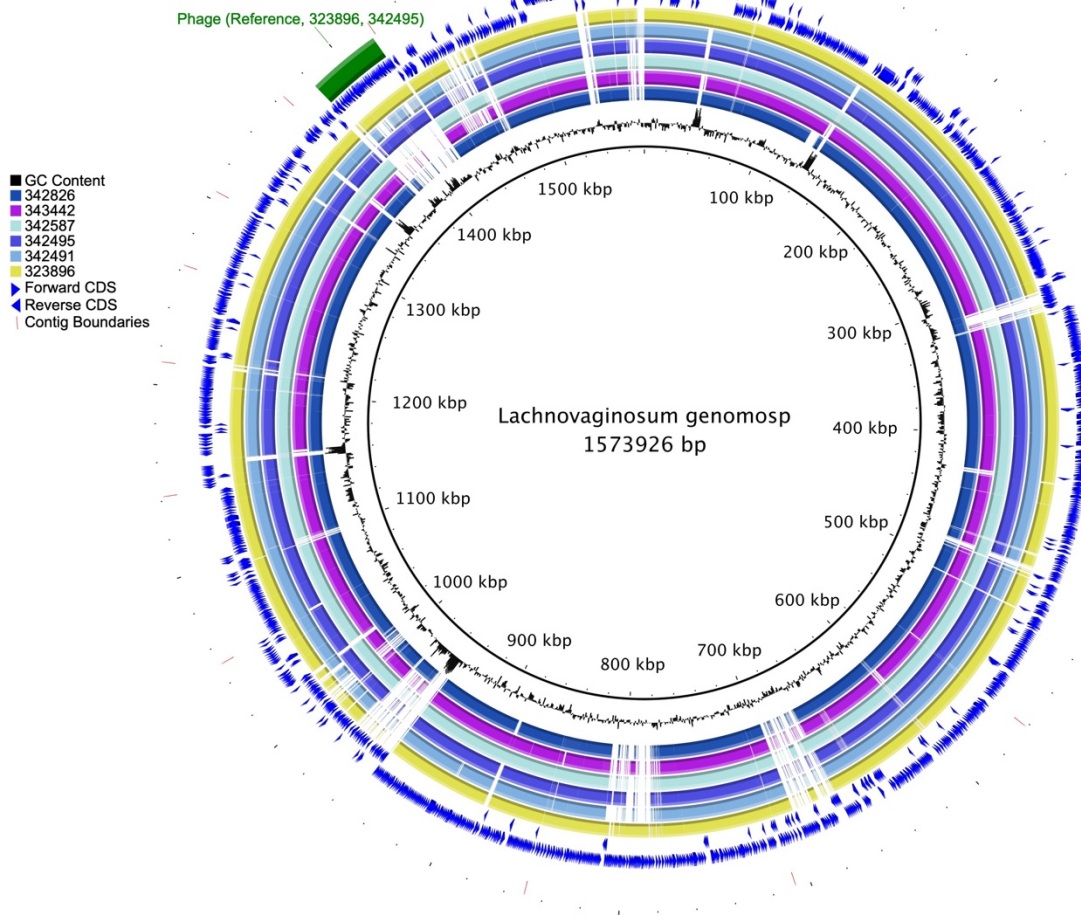 Phage (Reference, 323896, 342495)
GC Content
342826
343442
342587
342495
342491
323896
Forward CDS
Reverse CDS
Contig Boundaries
Lachnovaginosum genomosp
1573926 bp
100 kbp
200 kbp
300 kbp
400 kbp
500 kbp
600 kbp
700 kbp
800 kbp
900 kbp
1000 kbp
1100 kbp
1200 kbp
1300 kbp
1400 kbp
1500 kbp